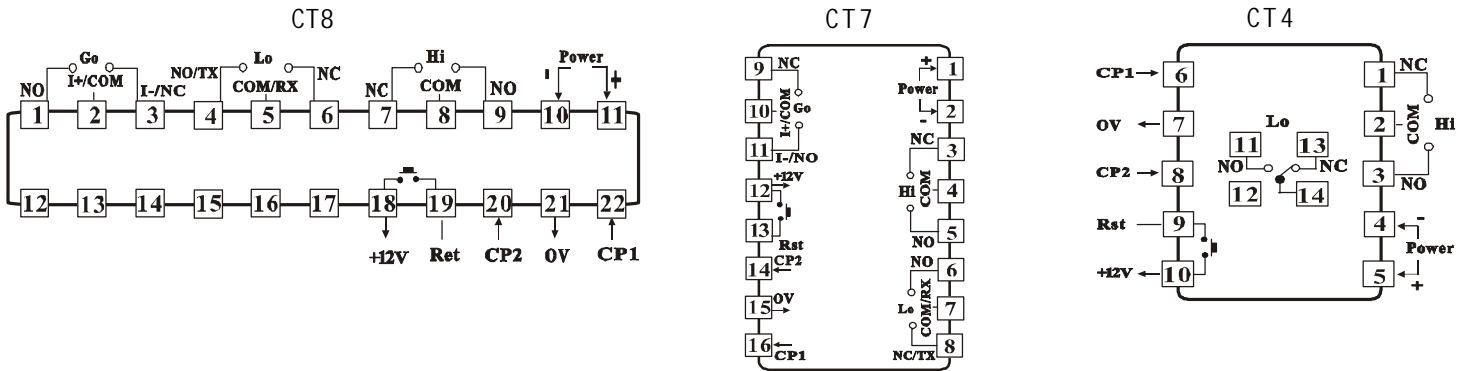 CT8
CT7
CT4
Go
Lo
Hi
Power
NO
I+/COM
I-/NC
NO/TX
COM/RX
NC
NC
COM
NO
-
+
1 2 3 4 5 6 7 8 9 10 11
12 13 14 15 16 17 18 19 20 21 22
+12V Ret CP2 0V CP1
9 NC
10 I+/COM Go
11 I-/NO
12 +12V
13 Rst
14 CP2
15 0V
16 CP1
+ 1
Power
- 2
NC 3
Hi COM 4
NO 5
NO 6
Lo COM/RX 7
NC/TX 8
CP1 6
0V 7
CP2 8
Rst 9
+12V 10
Lo
11 13
NO NC
12 14
1 NC
2 COM Hi
3 NO
4 -
Power
5 +